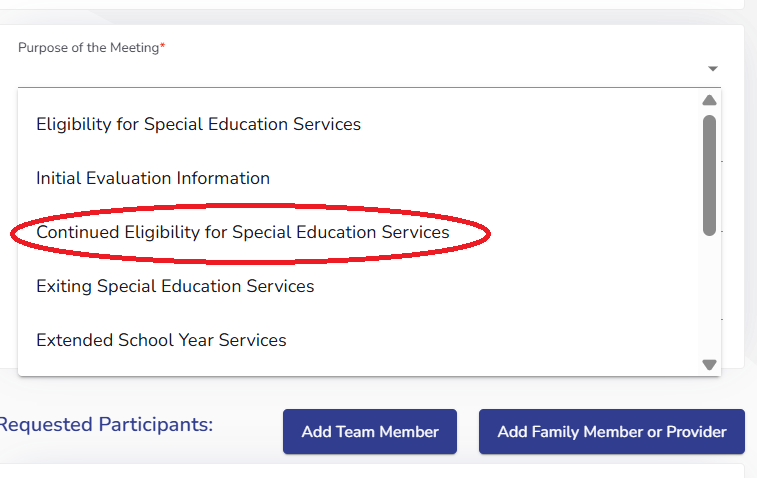 Purpose of the Meeting*
Eligibility for Special Education Services
Initial Evaluation Information
Continued Eligibility for Special Education Services
Exiting Special Education Services
Extended School Year Services
Requested Participants:
Add Team Member
Add Family Member or Provider